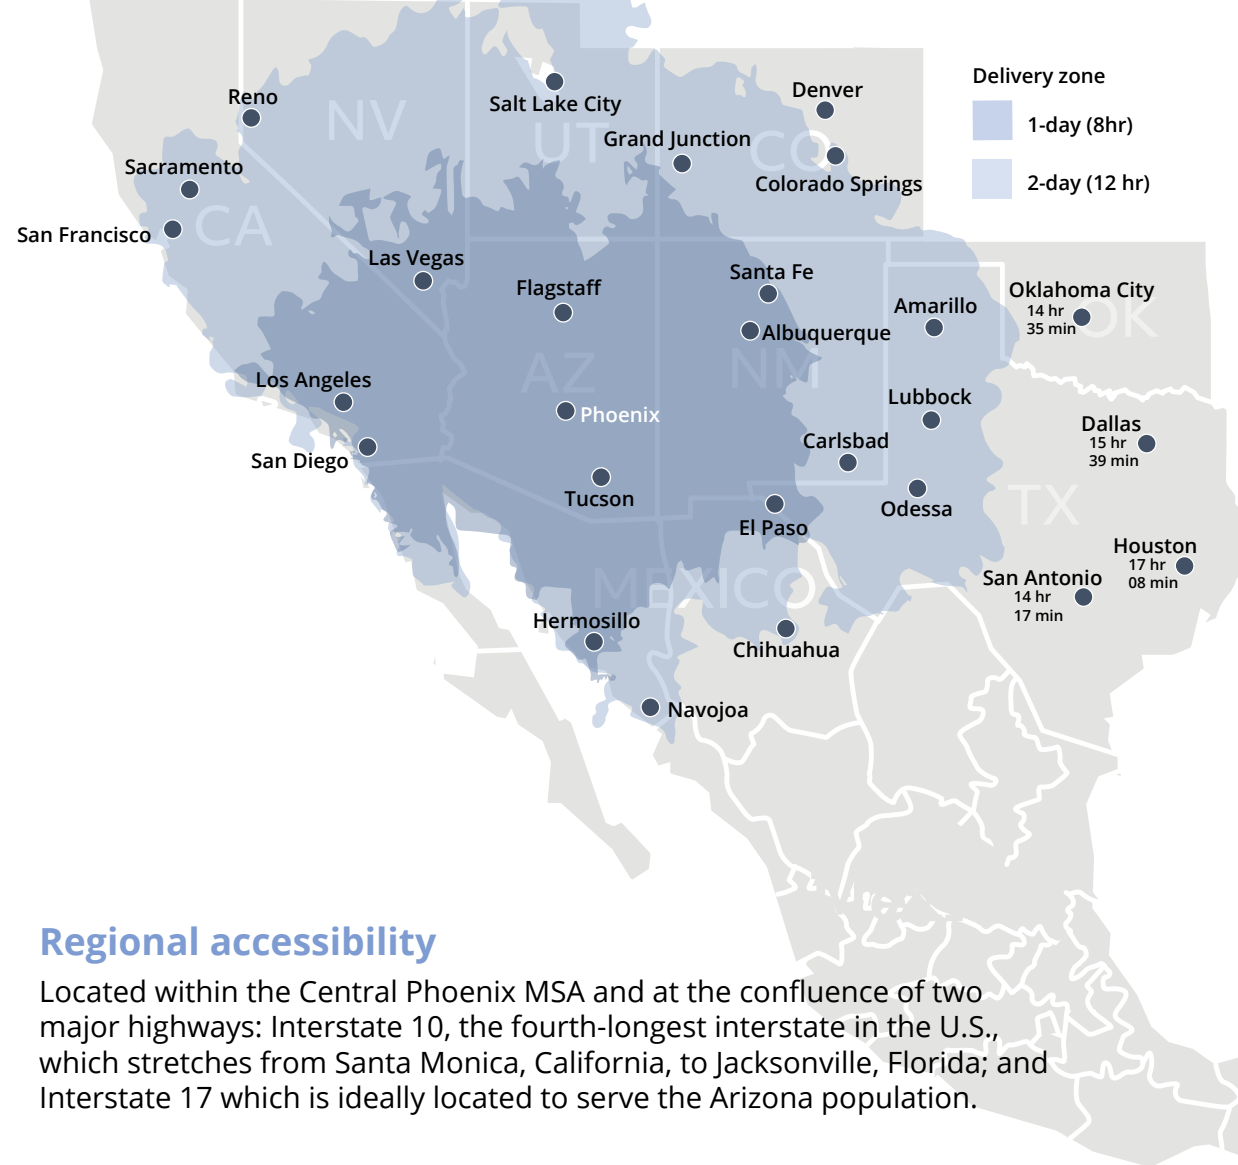 Delivery zone
1-day (8hr)
2-day (12 hr)
Denver
Reno
Salt Lake City
NV
UT
Grand Junction
CO
Sacramento
Colorado Springs
CA
San Francisco
Las Vegas
Santa Fe
Flagstaff
Oklahoma City
14 hr
35 min
OK
Amarillo
Albuquerque
AZ
NM
Los Angeles
Lubbock
Phoenix
Dallas
15 hr
39 min
Carlsbad
San Diego
Tucson
Odessa
TX
El Paso
Houston
17 hr
08 min
San Antonio
14 hr
17 min
MEXICO
Hermosillo
Chihuahua
Navojoa
Regional accessibility
Located within the Central Phoenix MSA and at the confluence of two
major highways: Interstate 10, the fourth-longest interstate in the U.S.,
which stretches from Santa Monica, California, to Jacksonville, Florida; and
Interstate 17 which is ideally located to serve the Arizona population.